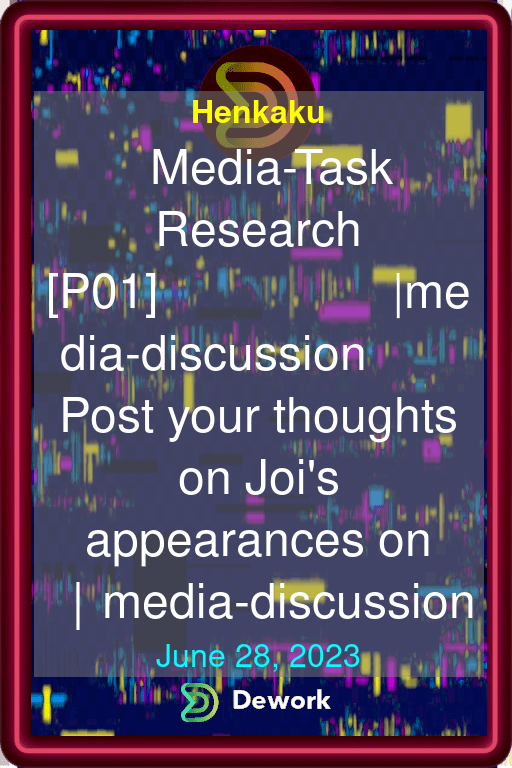 Henkaku
Media-Task
Research
[P01] |me
dia-discussion
Post your thoughts
on Joi's
appearances on
| media-discussion
June 28, 2023
Dework